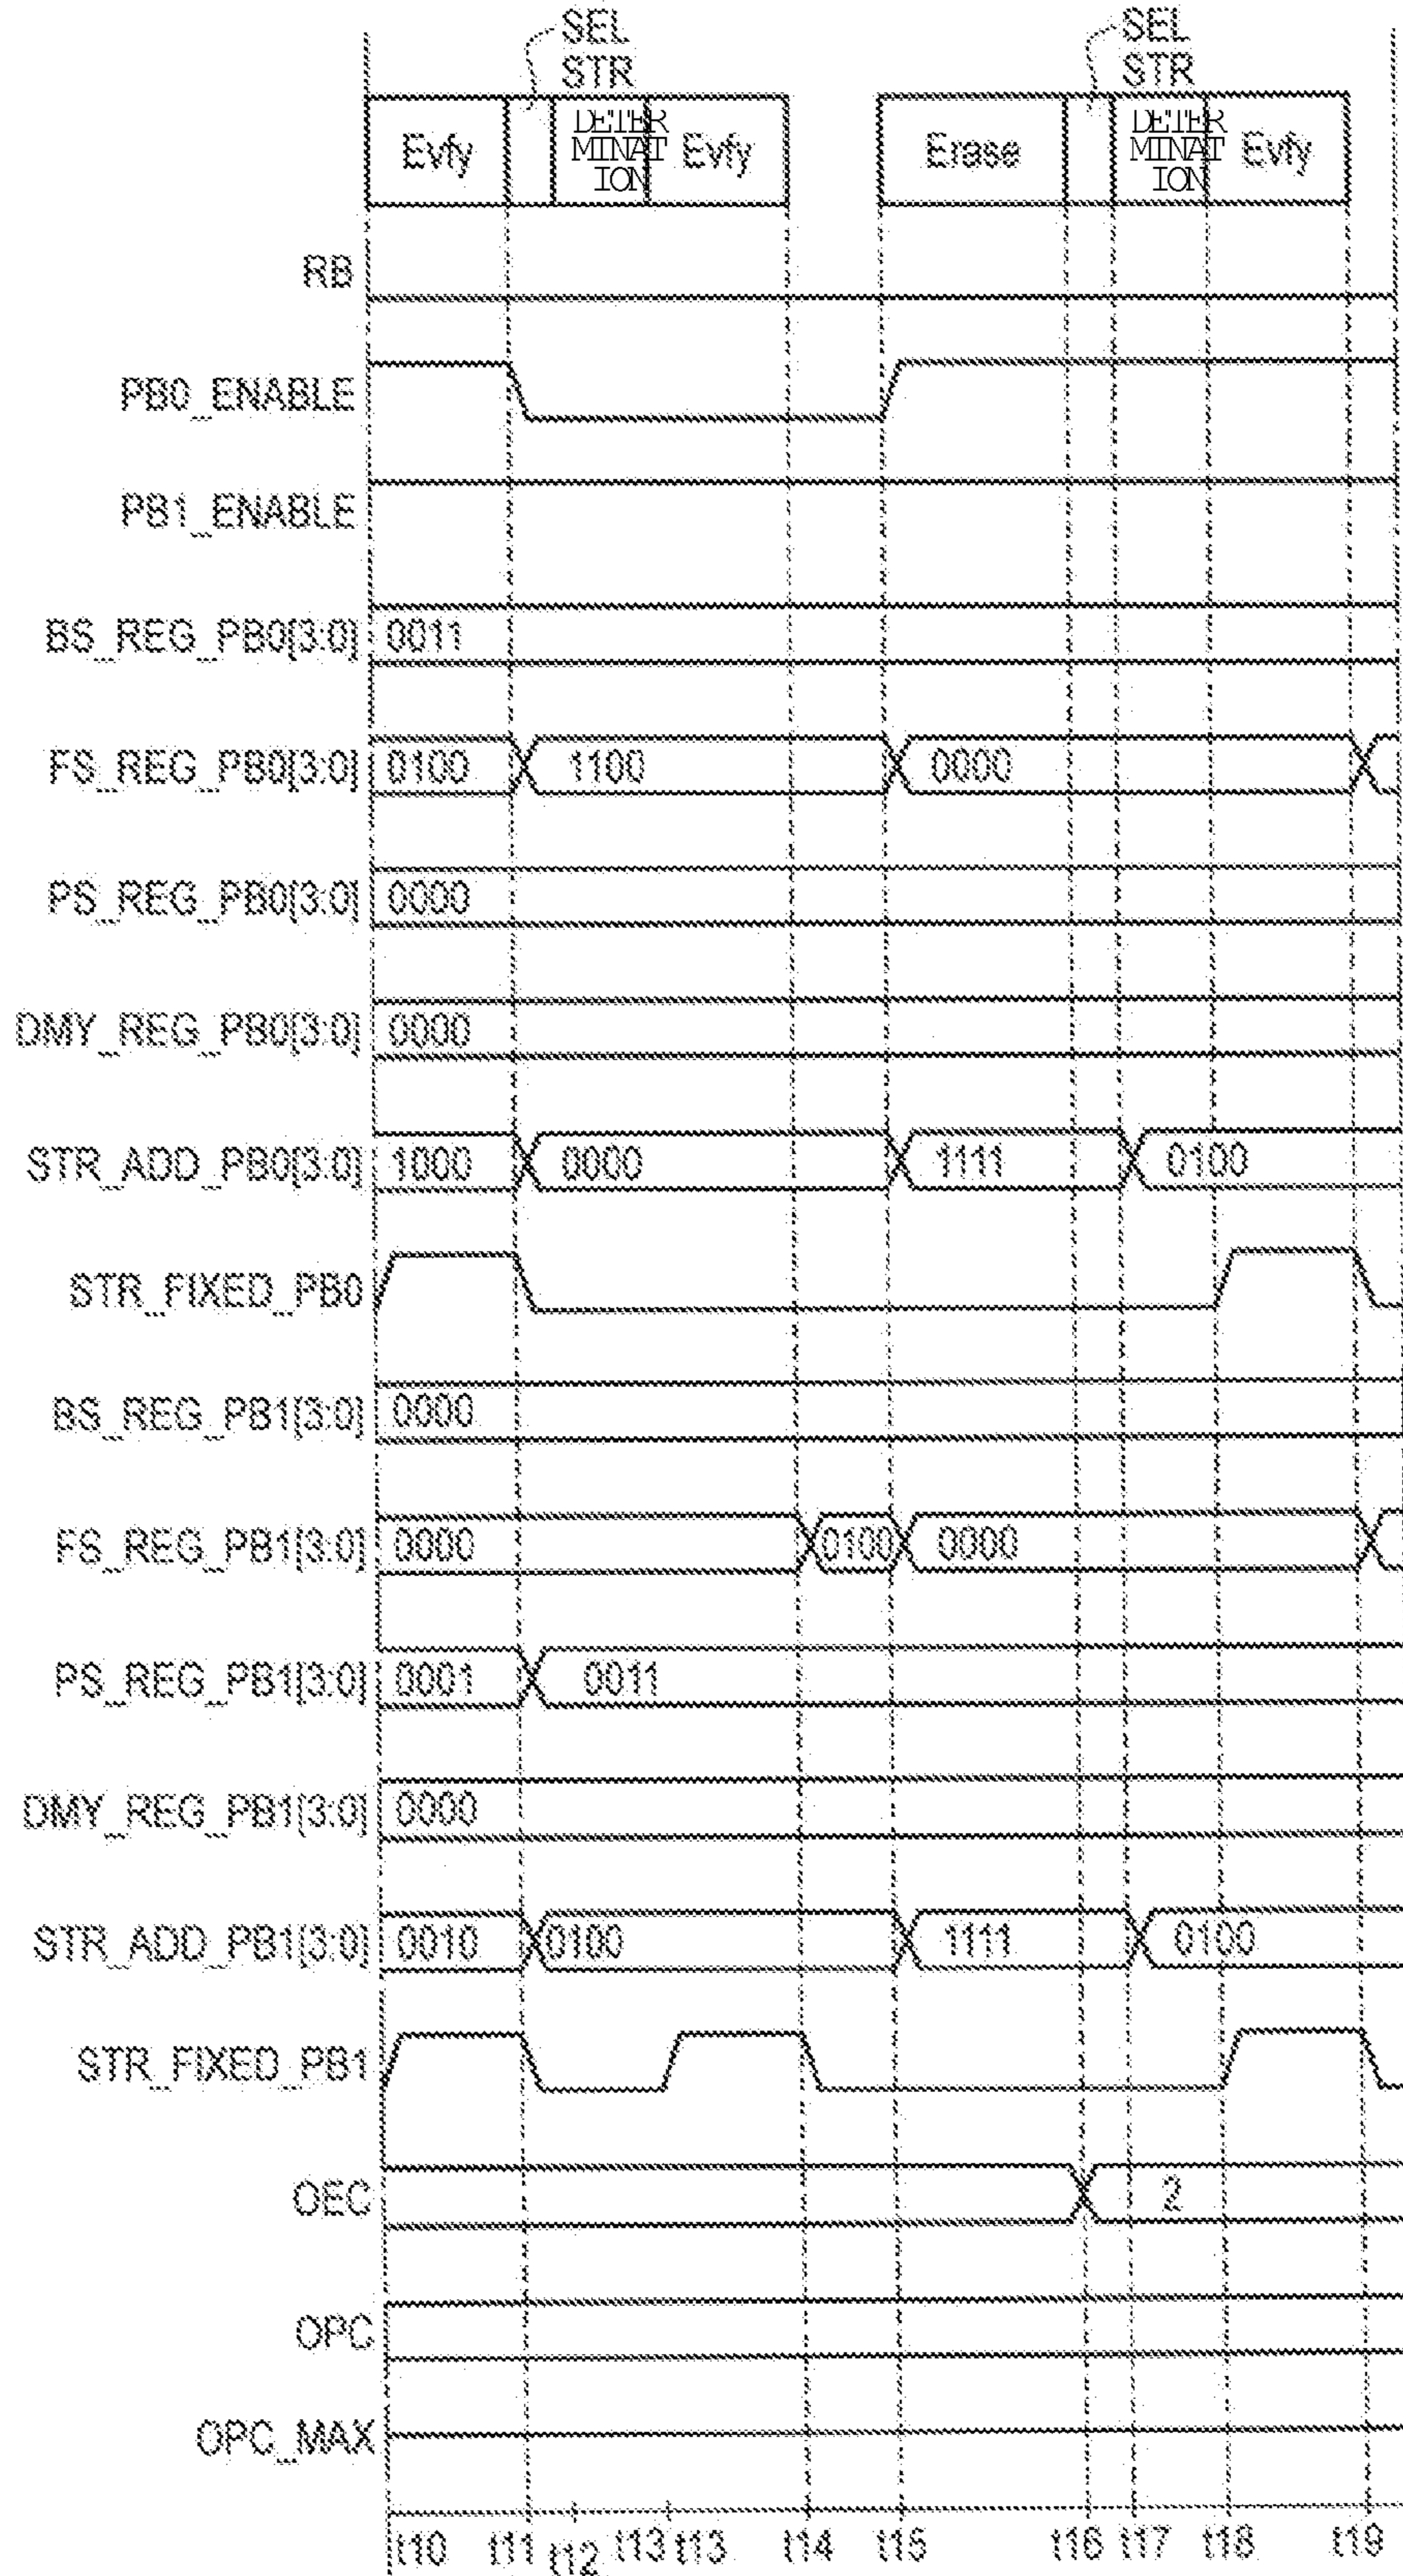 SEL STR SEL STR
Evfy DETER MINAT ION Evfy Erase DETER MINAT ION Evfy
RB
PB0_ENABLE
PB1_ENABLE
BS_REG_PB0[3:0] 0011
FS_REG_PB0[3:0] 0100 1100 0000
PS_REG_PB0[3:0] 0000
DMY_REG_PB0[3:0] 0000
STR_ADD_PB0[3:0] 1000 0000 1111 0100
STR_FIXED_PB0
BS_REG_PB1[3:0] 0000
FS_REG_PB1[3:0] 0000 0100 0000
PS_REG_PB1[3:0] 0001 0011
DMY_REG_PB1[3:0] 0000
STR_ADD_PB1[3:0] 0010 0100 1111 0100
STR_FIXED_PB1
OEC 2
OPC
OPC_MAX
t10 t11 t12 t13 t13 t14 t15 t16 t17 t18 t19